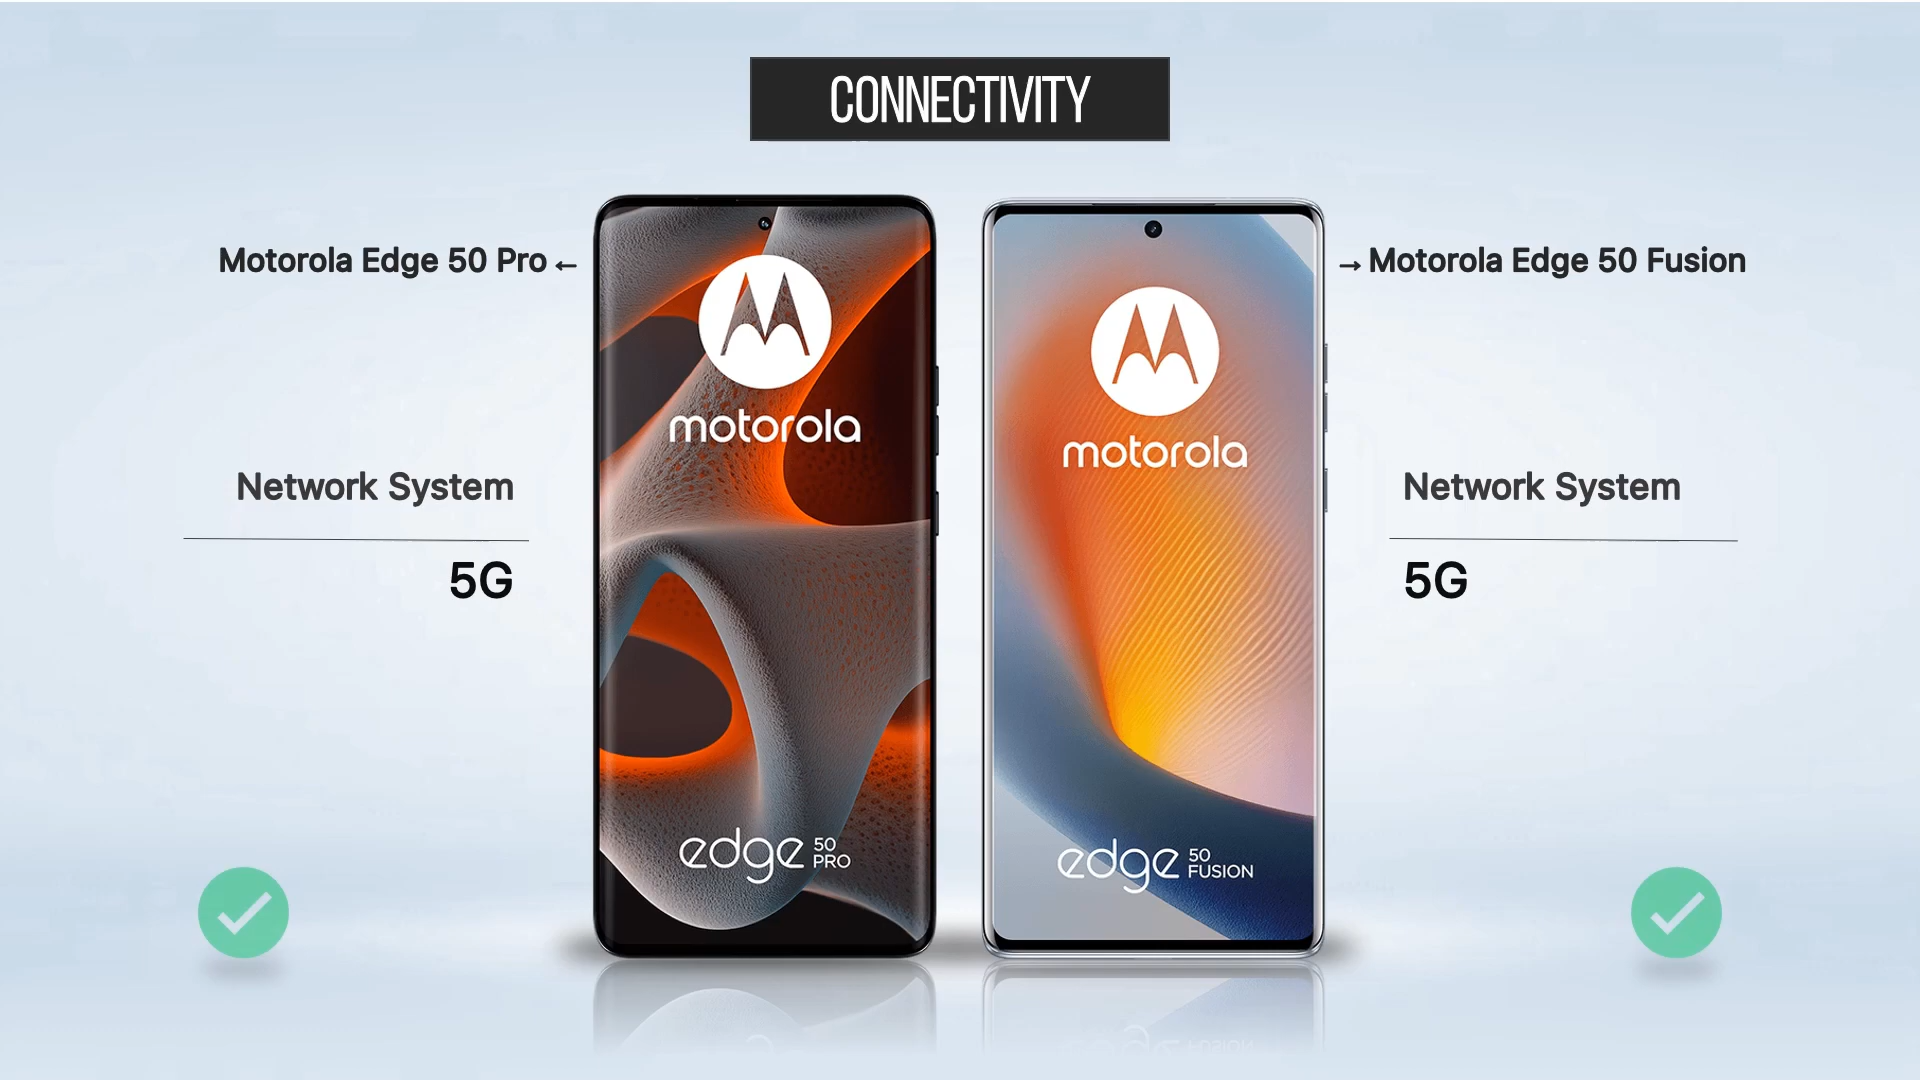 CONNECTIVITY
Motorola Edge 50 Pro ←
→ Motorola Edge 50 Fusion
motorola
motorola
Network System
5G
Network System
5G
edge 50 PRO
edge 50 FUSION